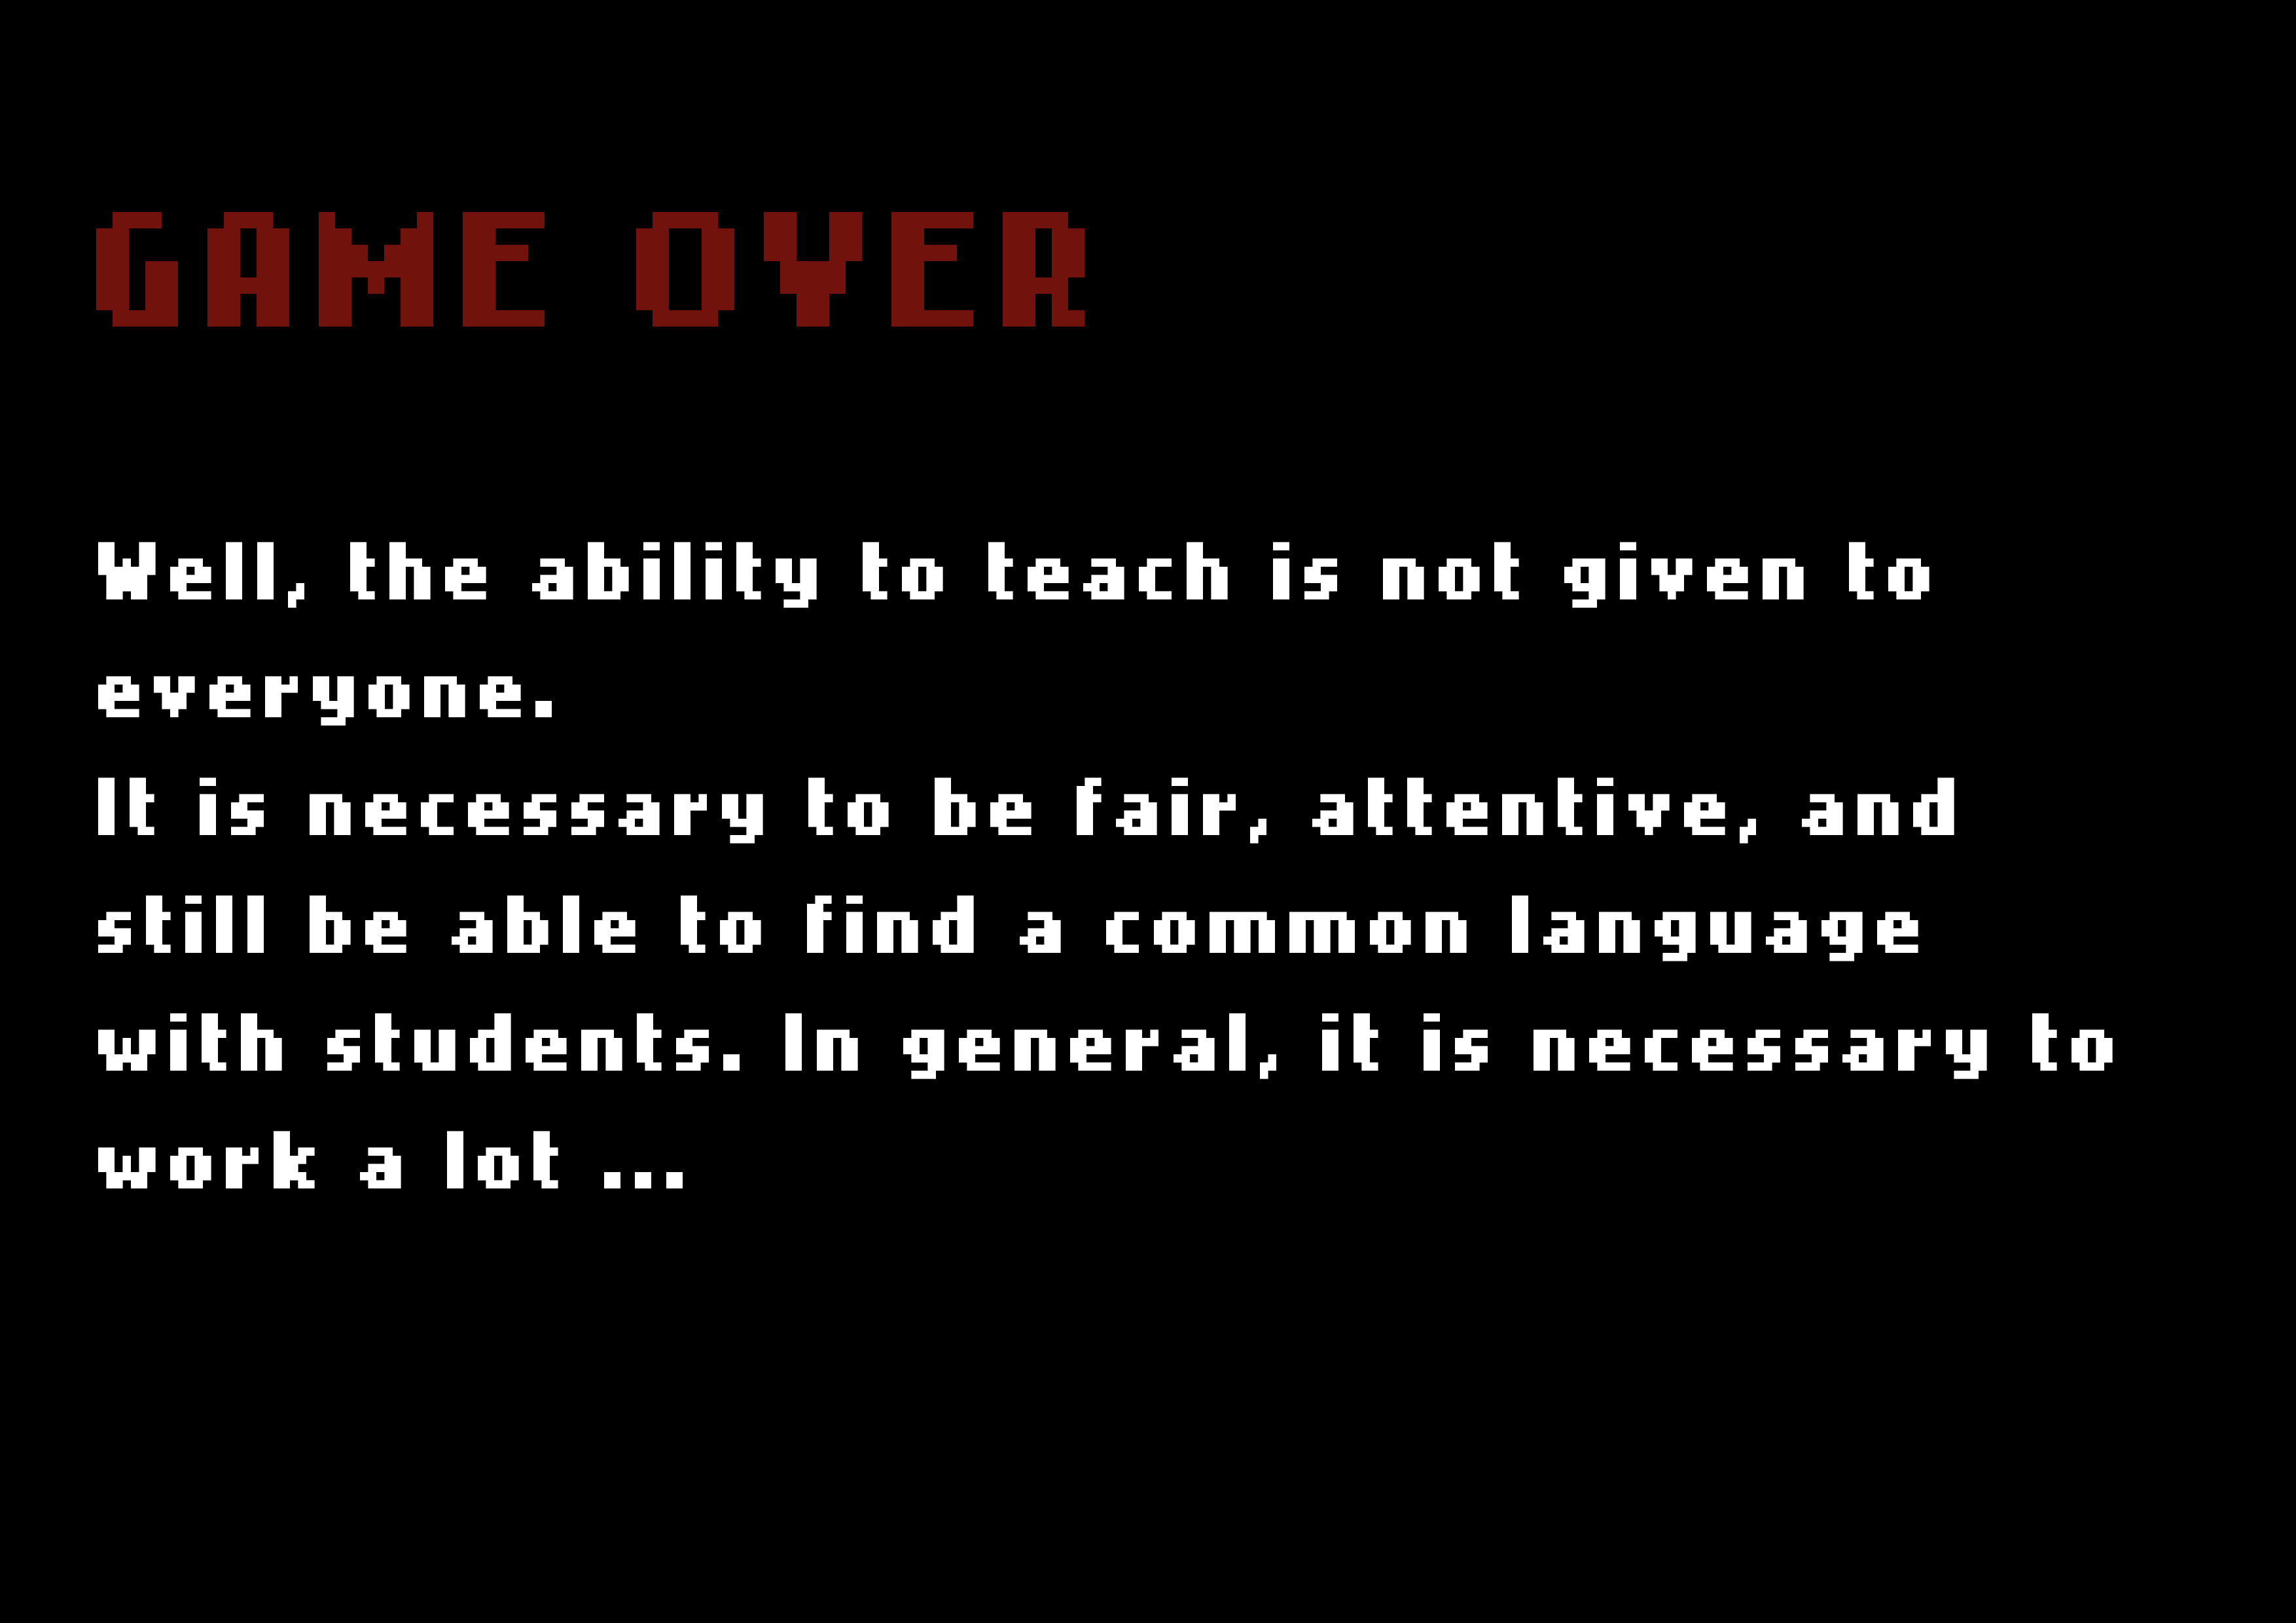 GAME OVER
Well, the ability to teach is not given to
everyone.
It is necessary to be fair, attentive, and
still be able to find a common language
with students. In general, it is necessary to
work a lot ...